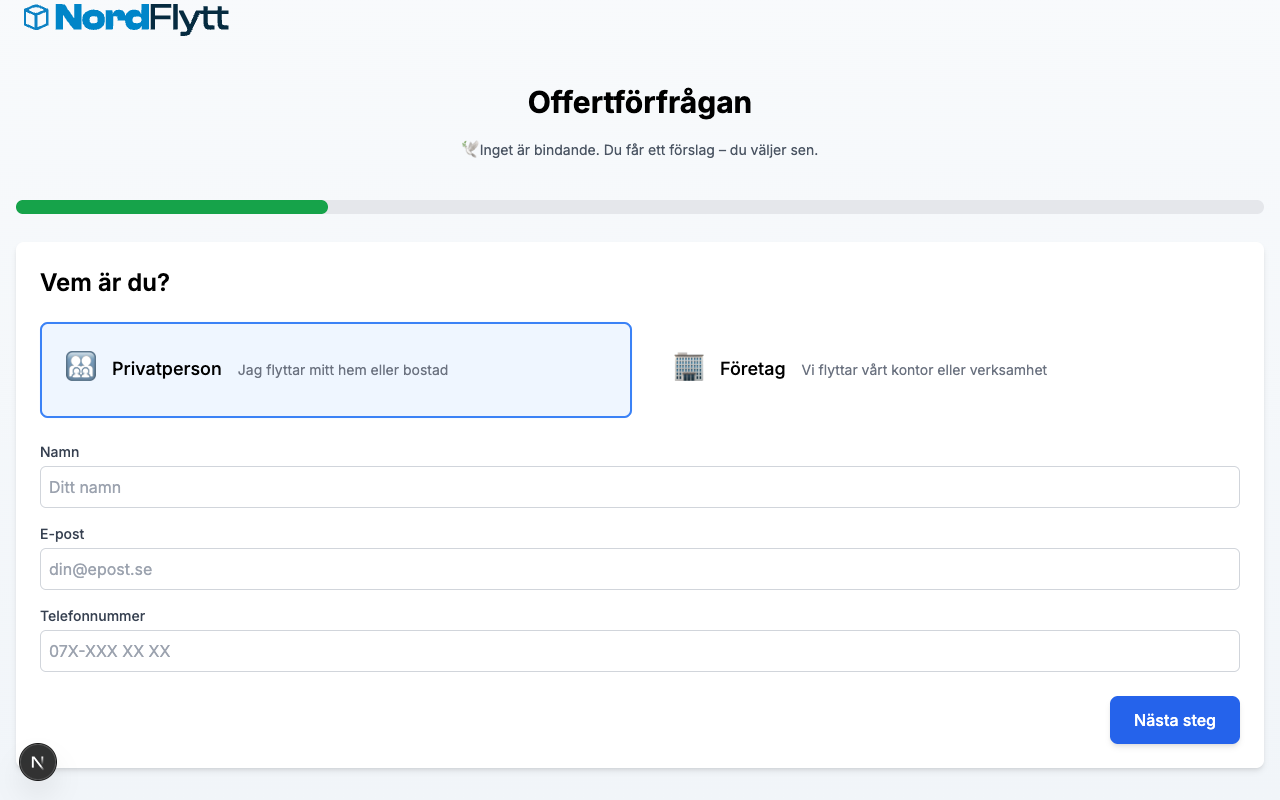 NordFlytt
Offertförfrågan
🕊️Inget är bindande. Du får ett förslag – du väljer sen.
Vem är du?
Privatperson Jag flyttar mitt hem eller bostad
Företag Vi flyttar vårt kontor eller verksamhet
Namn
Ditt namn
E-post
din@epost.se
Telefonnummer
07X-XXX XX XX
Nästa steg
N